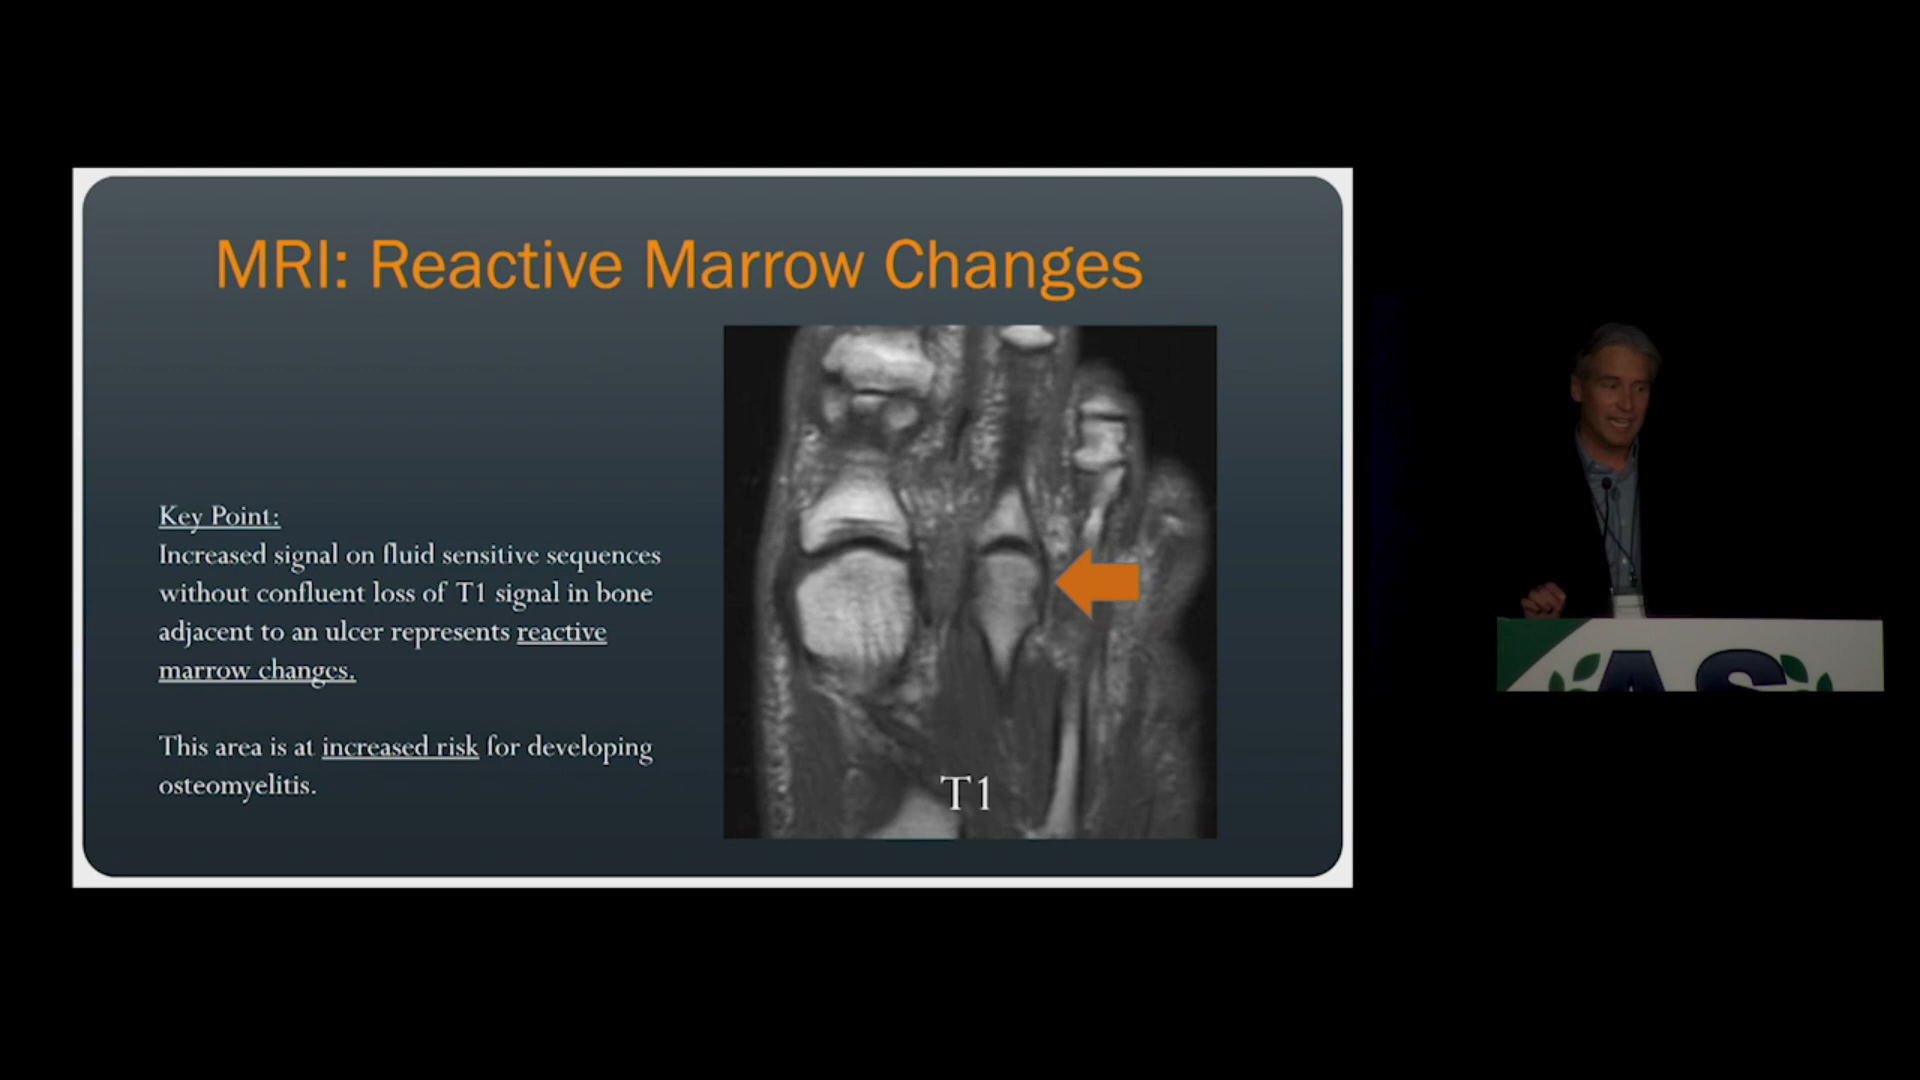 MRI: Reactive Marrow Changes
Key Point:
Increased signal on fluid sensitive sequences
without confluent loss of T1 signal in bone
adjacent to an ulcer represents reactive
marrow changes.
This area is at increased risk for developing
osteomyelitis.
T1
AS